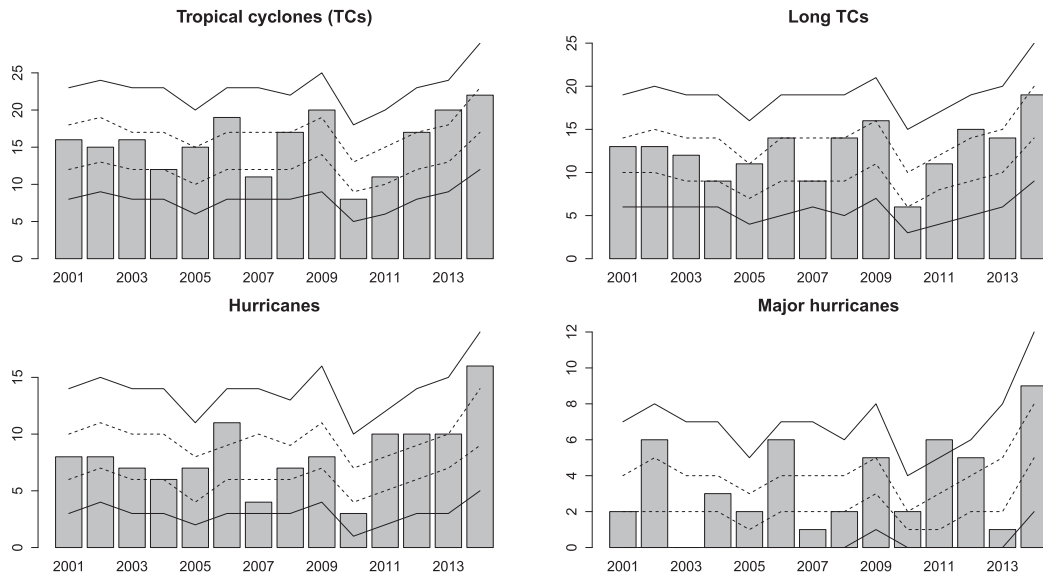 Tropical cyclones (TCs)
0 5 10 15 20 25
2001 2003 2005 2007 2009 2011 2013
Long TCs
0 5 10 15 20 25
2001 2003 2005 2007 2009 2011 2013
Hurricanes
0 5 10 15
2001 2003 2005 2007 2009 2011 2013
Major hurricanes
0 2 4 6 8 10 12
2001 2003 2005 2007 2009 2011 2013